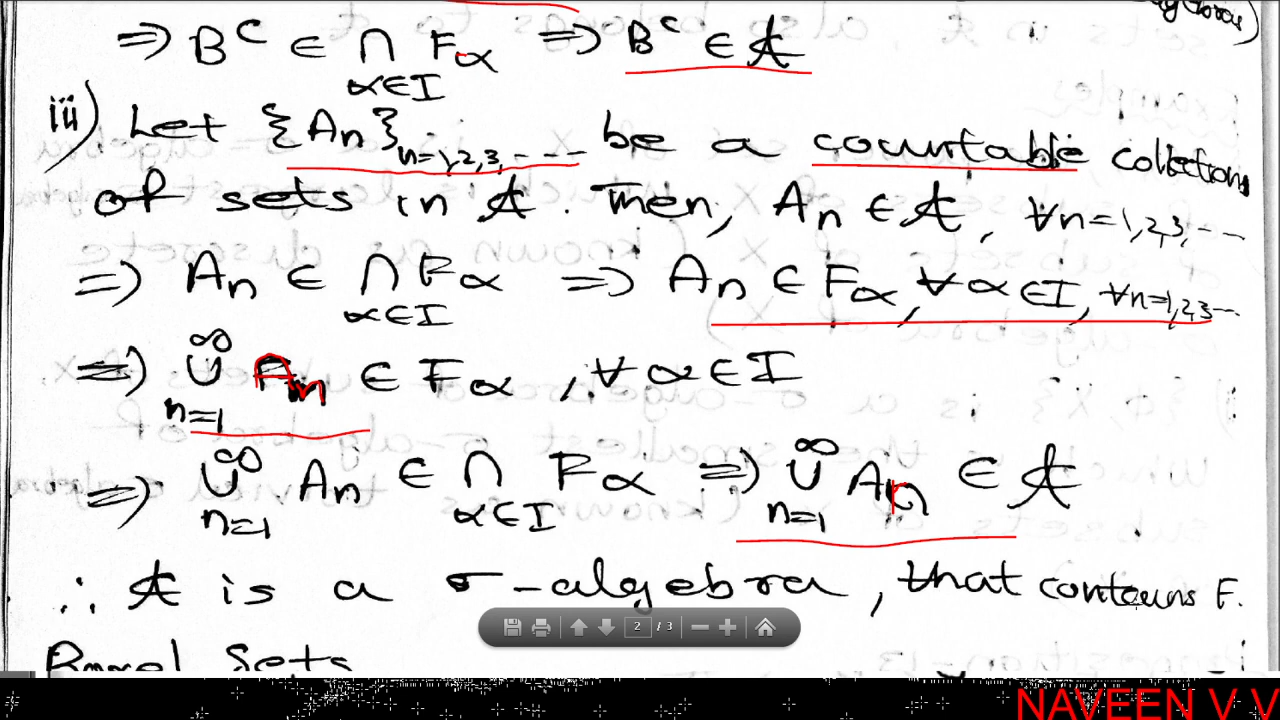 ⇒ B^c ∈ ∩_{α∈I} F_α ⇒ B^c ∈ 𝒜
iii) Let {A_n}_{n=1,2,3,...} be a countable collection
of sets in 𝒜. Then, A_n ∈ 𝒜, ∀n=1,2,3,...
⇒ A_n ∈ ∩_{α∈I} F_α ⇒ A_n ∈ F_α, ∀α∈I, ∀n=1,2,3...
⇒ ∪_{n=1}^∞ A_n ∈ F_α, ∀α∈I
⇒ ∪_{n=1}^∞ A_n ∈ ∩_{α∈I} F_α ⇒ ∪_{n=1}^∞ A_n ∈ 𝒜
∴ 𝒜 is a σ-algebra, that contains F.
2 / 3
Borel Sets
NAVEEN V V